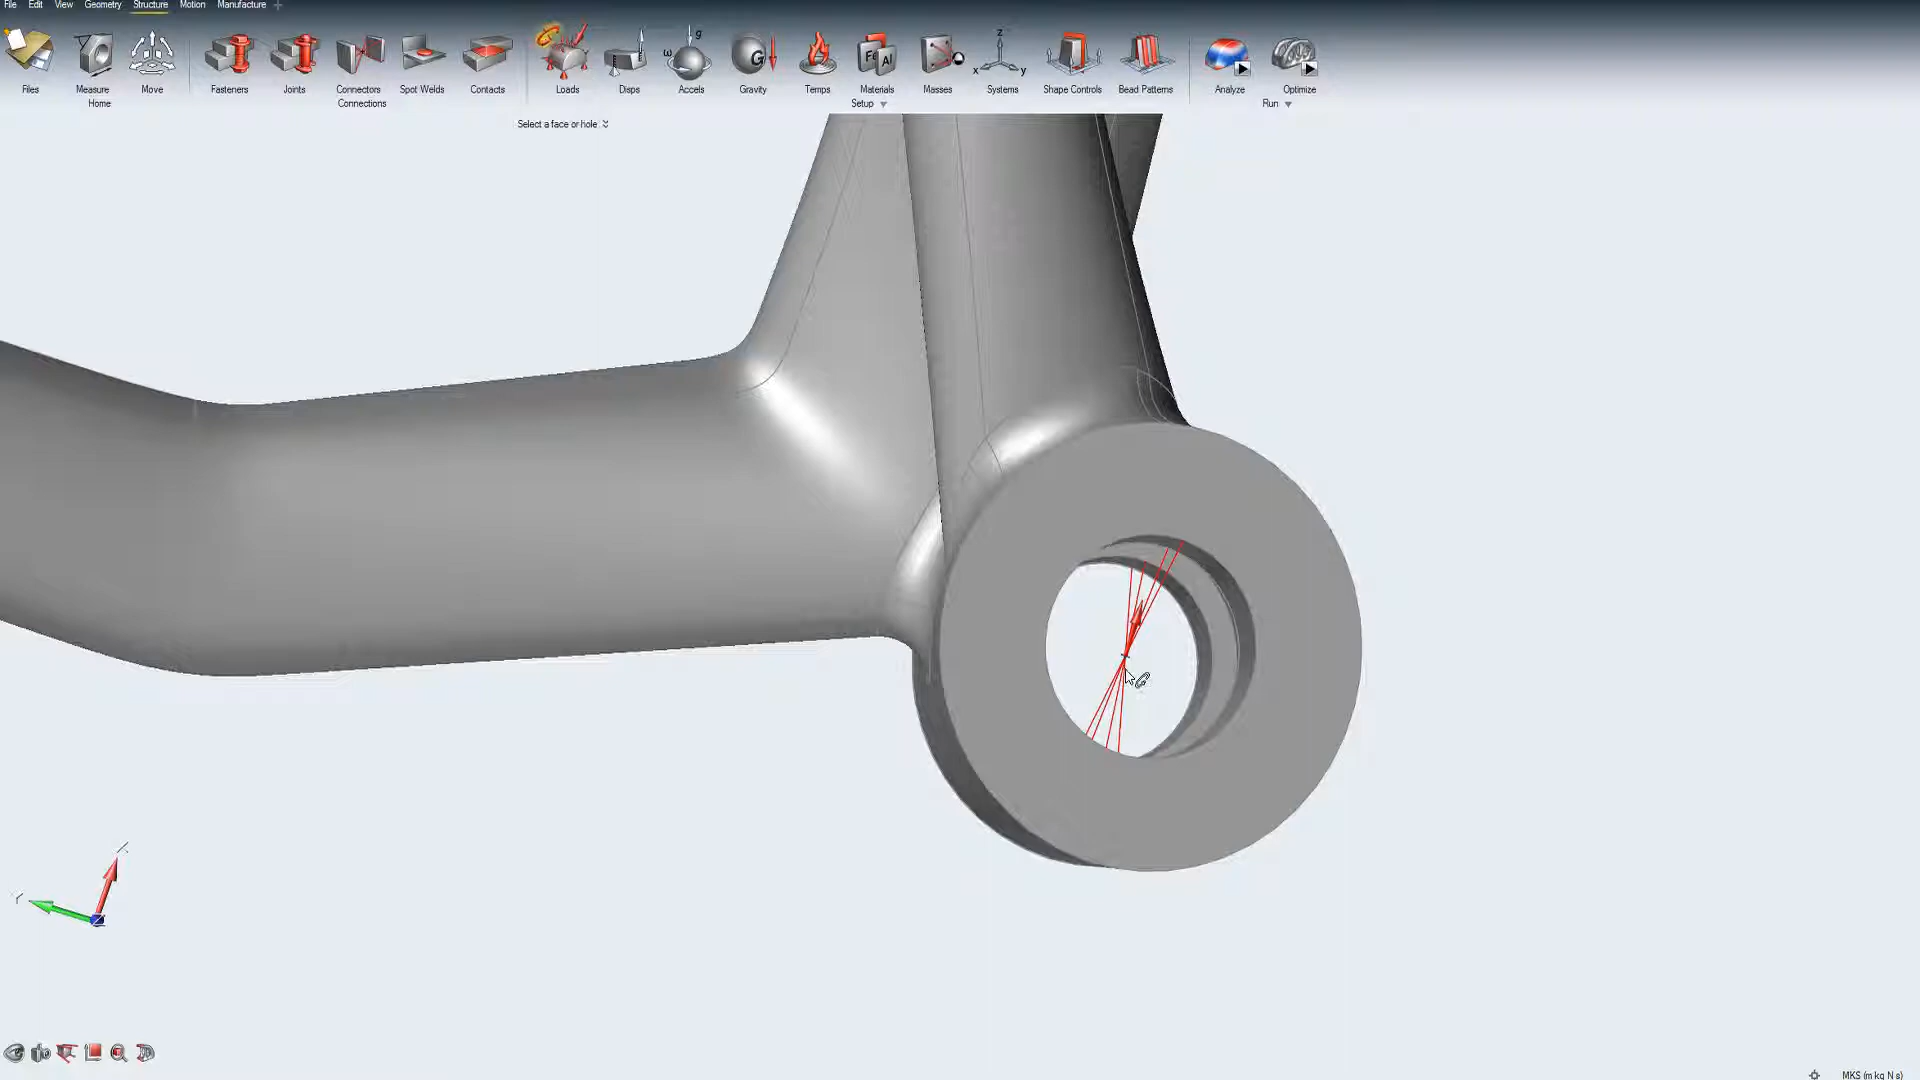 File Edit View Geometry Structure Motion Manufacture +
ω g G Fe Al z x y
Files Measure Move Fasteners Joints Connectors Spot Welds Contacts Loads Disps Accels Gravity Temps Materials Masses Systems Shape Controls Bead Patterns Analyze Optimize
Home Connections Setup Run
Select a face or hole
X
Y
Z
MKS (m kg N s)